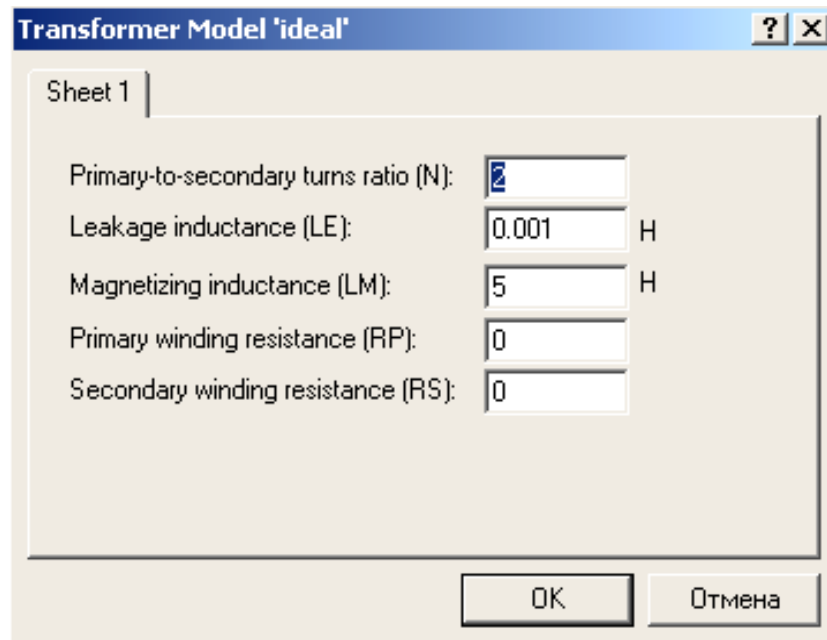 Transformer Model 'ideal'
Sheet 1
Primary-to-secondary turns ratio (N): 2
Leakage inductance (LE): 0.001 H
Magnetizing inductance (LM): 5 H
Primary winding resistance (RP): 0
Secondary winding resistance (RS): 0
OK Отмена